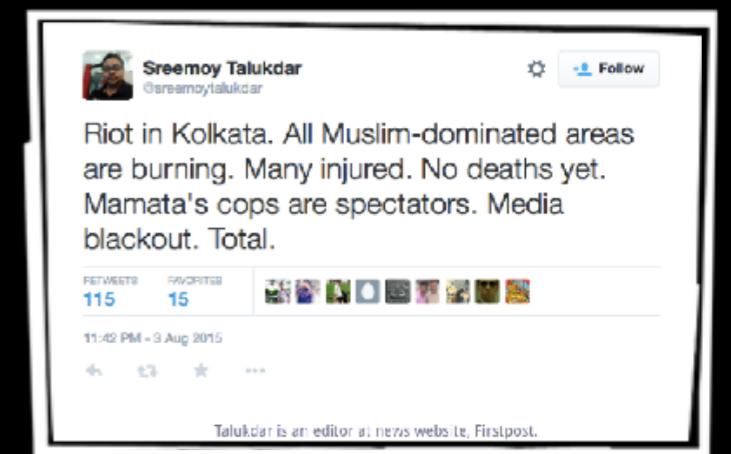 Sreemoy Talukdar
Follow
@sreemoytalukdar
Riot in Kolkata. All Muslim-dominated areas
are burning. Many injured. No deaths yet.
Mamata's cops are spectators. Media
blackout. Total.
RETWEETS FAVORITES
115 15
11:42 PM - 3 Aug 2015
Talukdar is an editor at news website, Firstpost.